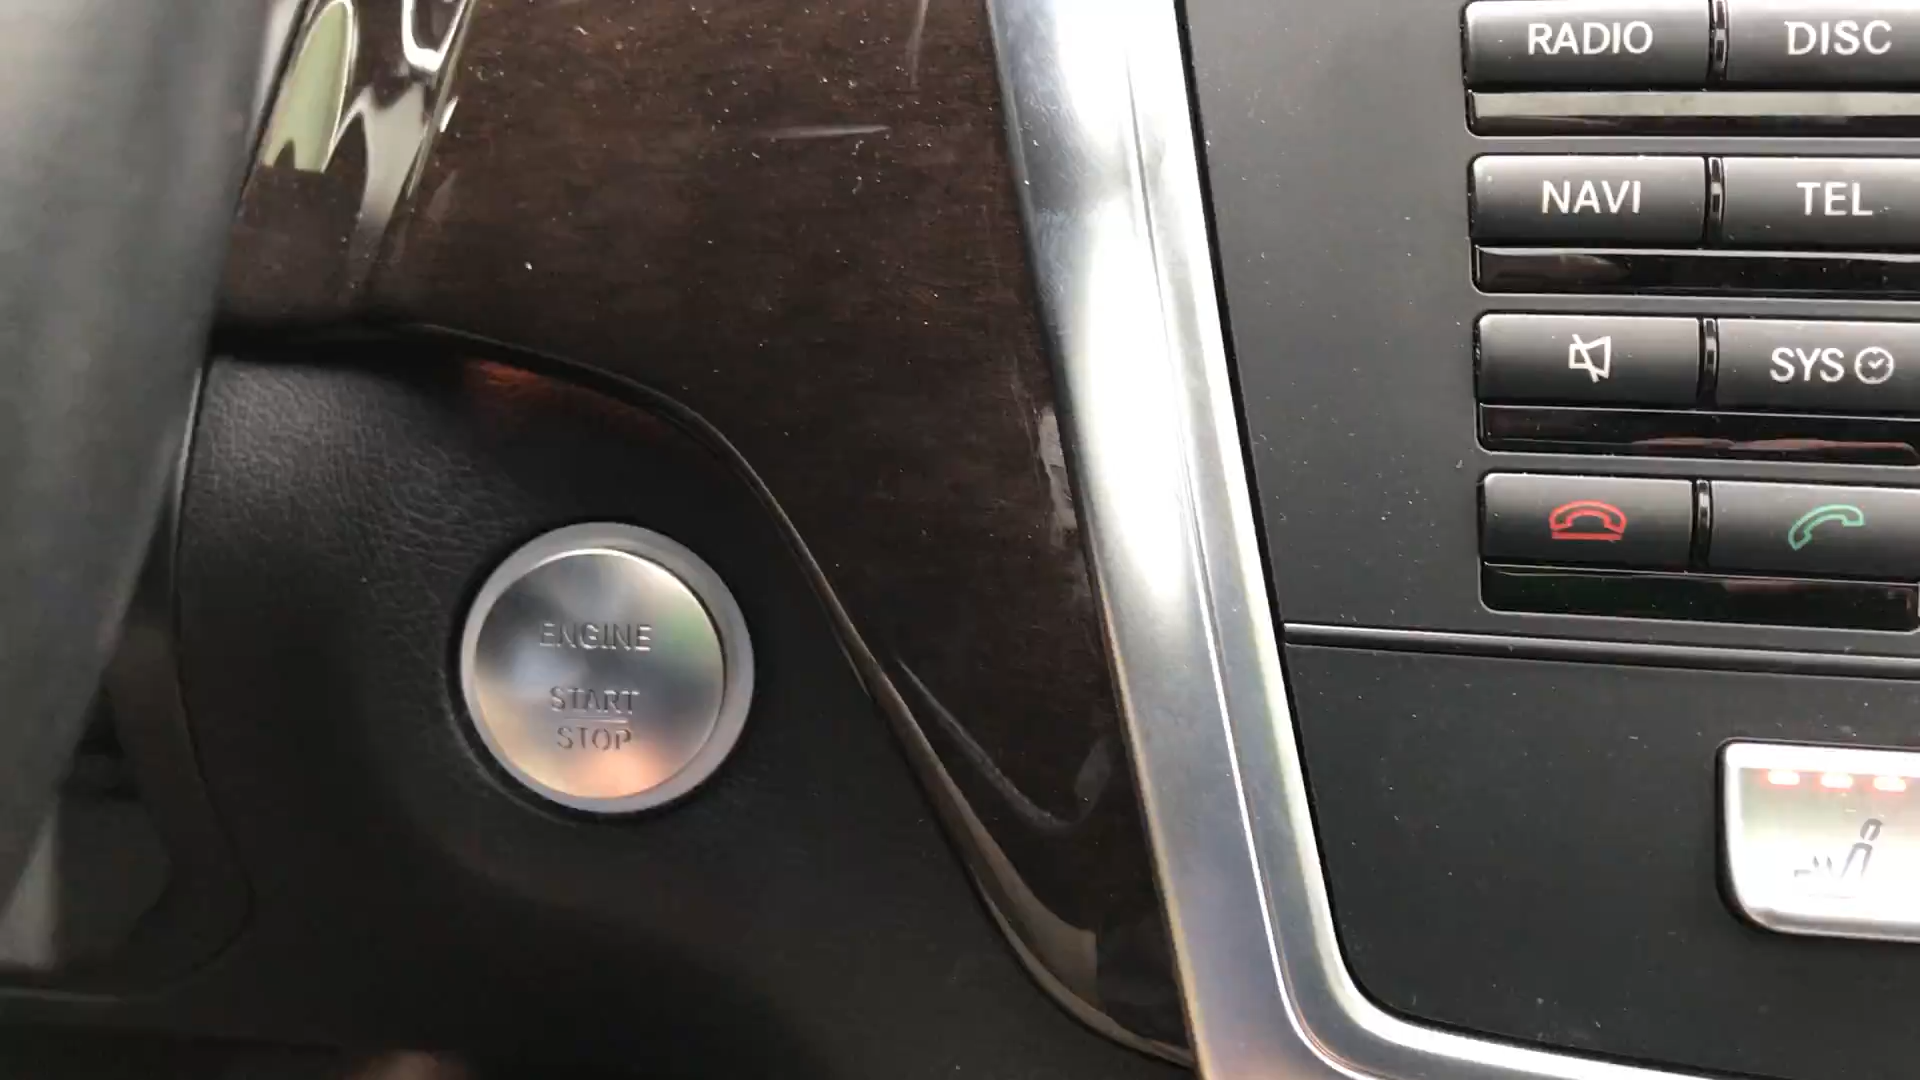 RADIO DISC
NAVI TEL
SYS
ENGINE
START
STOP